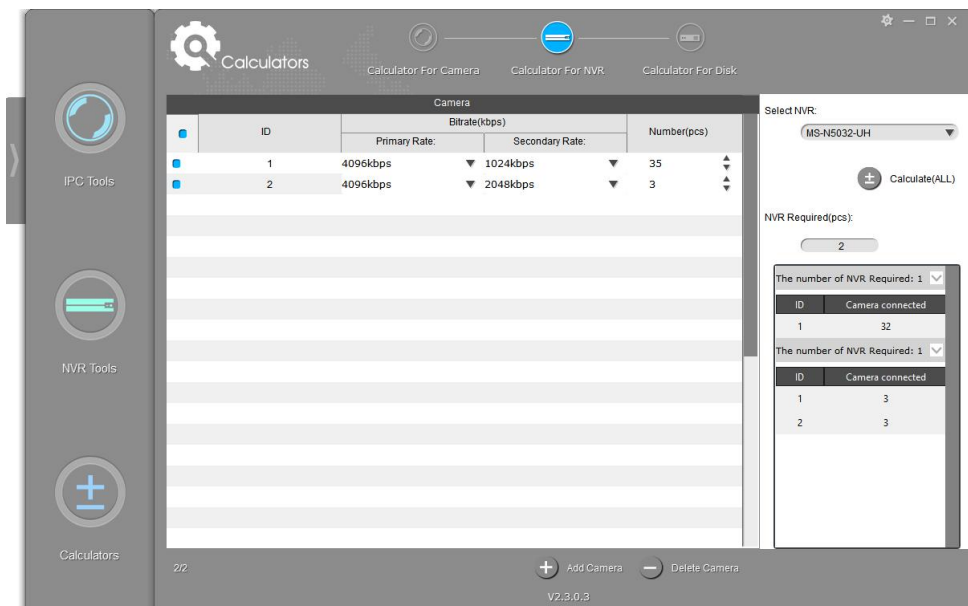 Calculators
Calculator For Camera
Calculator For NVR
Calculator For Disk
IPC Tools
NVR Tools
Calculators
Camera
ID
Bitrate(kbps)
Number(pcs)
Primary Rate:
Secondary Rate:
1 4096kbps 1024kbps 35
2 4096kbps 2048kbps 3
Select NVR:
MS-N5032-UH
Calculate(ALL)
NVR Required(pcs):
2
The number of NVR Required: 1
ID Camera connected
1 32
The number of NVR Required: 1
ID Camera connected
1 3
2 3
2/2
Add Camera
Delete Camera
V2.3.0.3